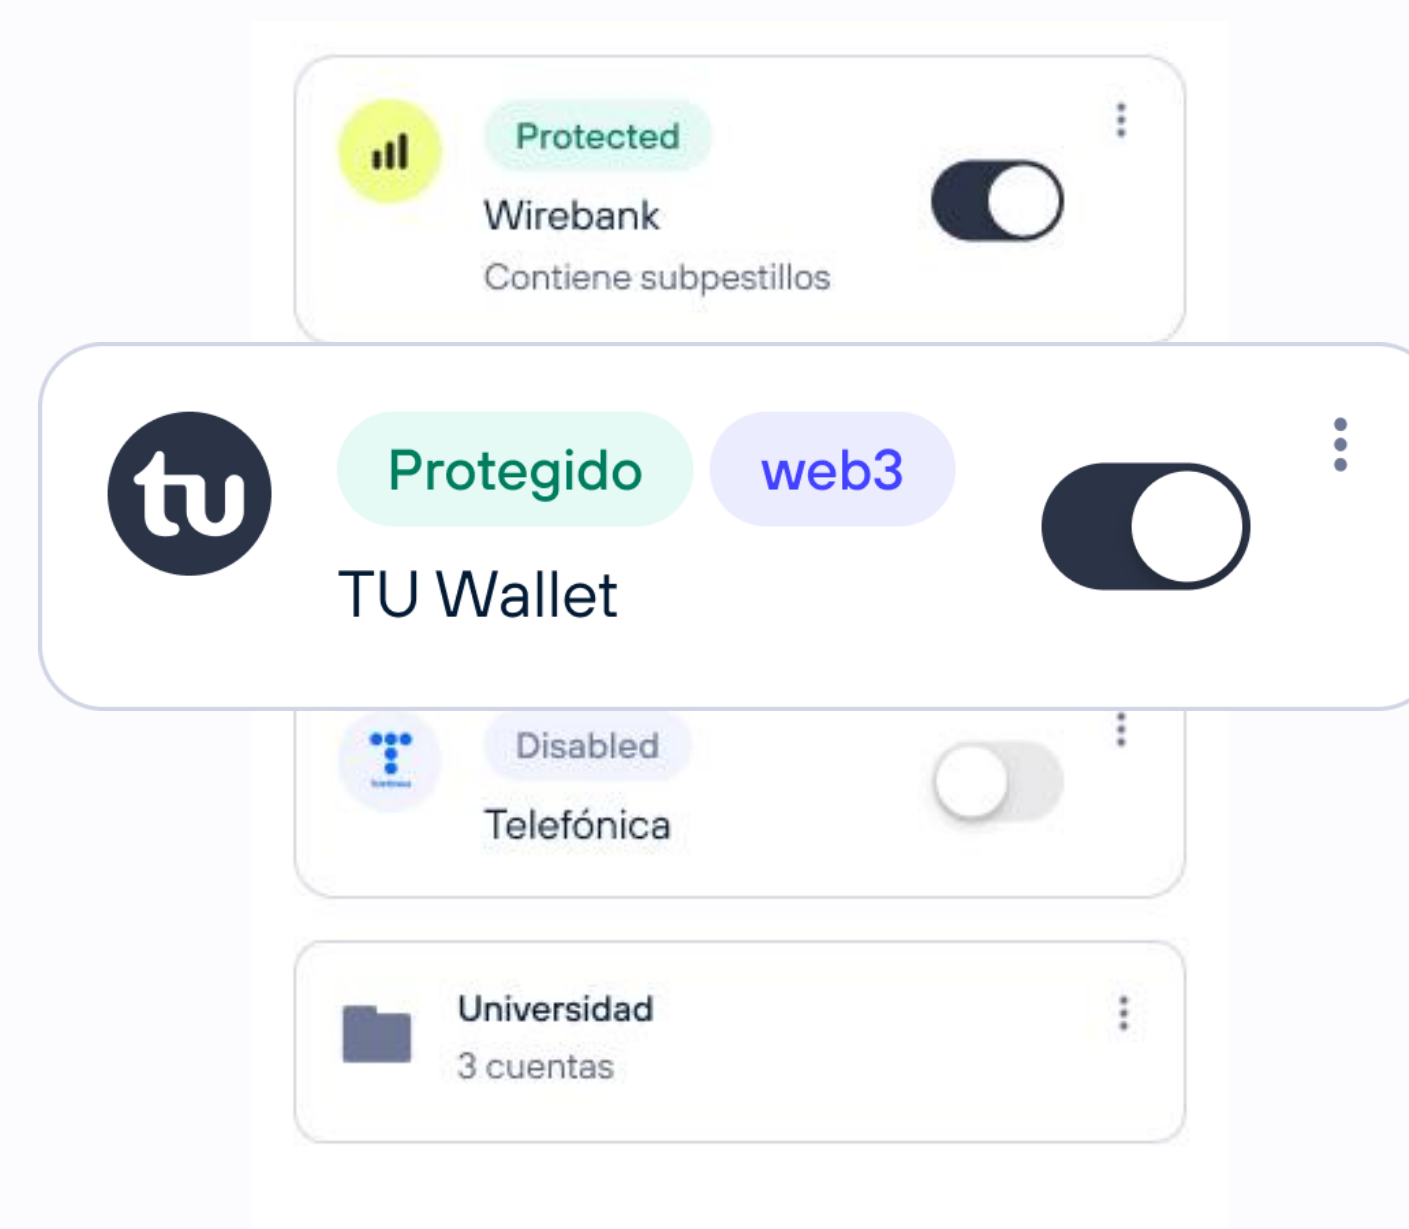 Protected
Wirebank
Contiene subpestillos
tu
Protegido web3
TU Wallet
Disabled
Telefónica
Universidad
3 cuentas